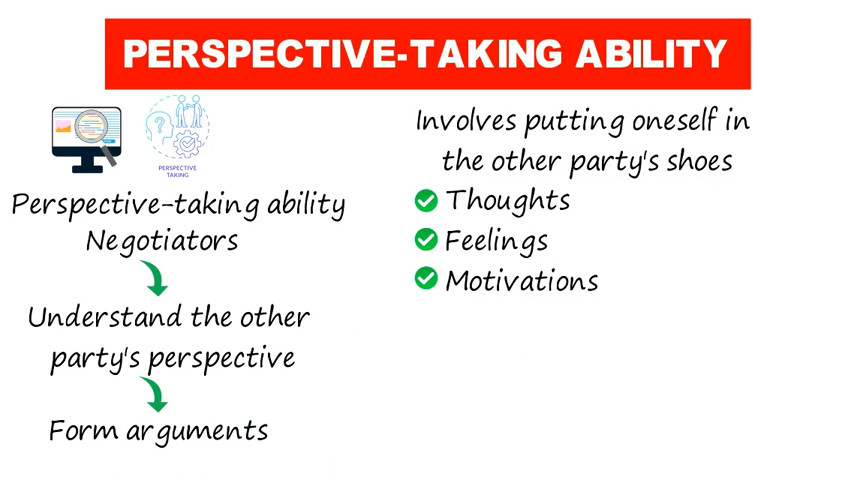 PERSPECTIVE-TAKING ABILITY
PERSPECTIVE
TAKING
Perspective-taking ability
Negotiators
Understand the other
party's perspective
Form arguments
Involves putting oneself in
the other party's shoes
Thoughts
Feelings
Motivations